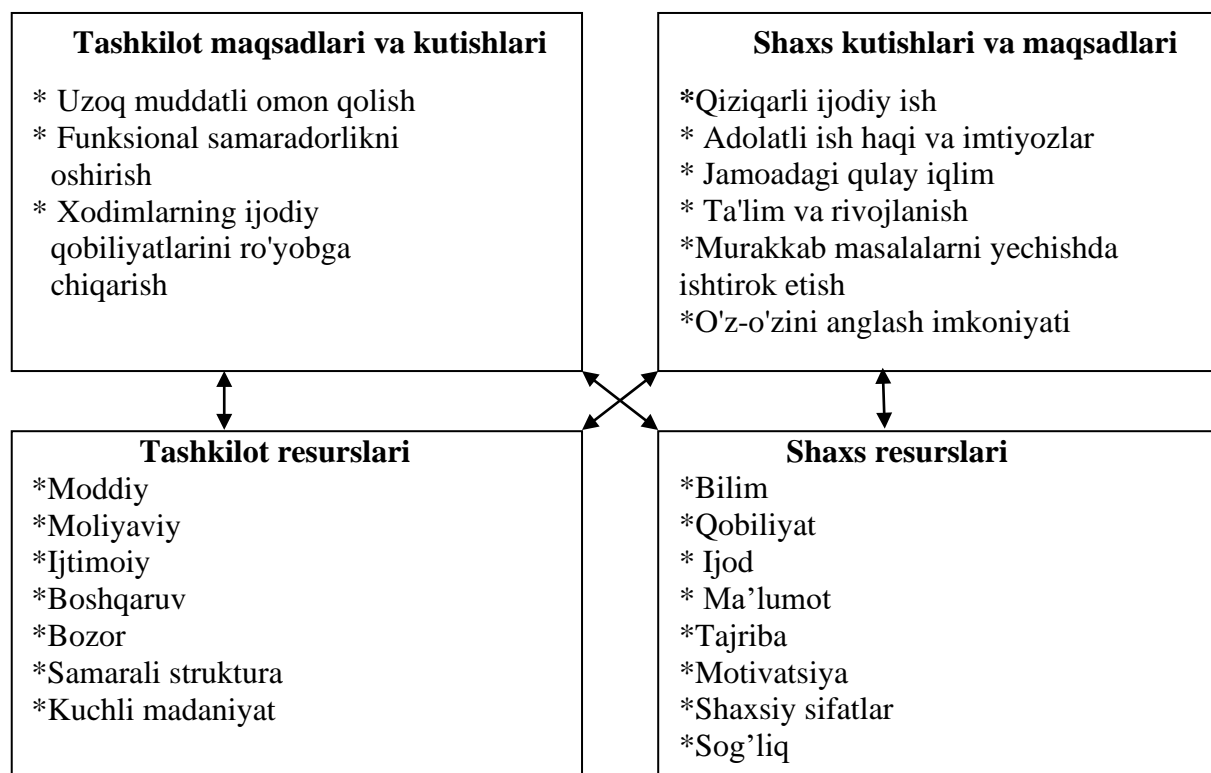 Tashkilot maqsadlari va kutishlari
* Uzoq muddatli omon qolish
* Funksional samaradorlikni
oshirish
* Xodimlarning ijodiy
qobiliyatlarini ro'yobga
chiqarish
Shaxs kutishlari va maqsadlari
*Qiziqarli ijodiy ish
* Adolatli ish haqi va imtiyozlar
* Jamoadagi qulay iqlim
* Ta'lim va rivojlanish
*Murakkab masalalarni yechishda
ishtirok etish
*O'z-o'zini anglash imkoniyati
Tashkilot resurslari
*Moddiy
*Moliyaviy
*Ijtimoiy
*Boshqaruv
*Bozor
*Samarali struktura
*Kuchli madaniyat
Shaxs resurslari
*Bilim
*Qobiliyat
* Ijod
* Ma’lumot
*Tajriba
*Motivatsiya
*Shaxsiy sifatlar
*Sog’liq